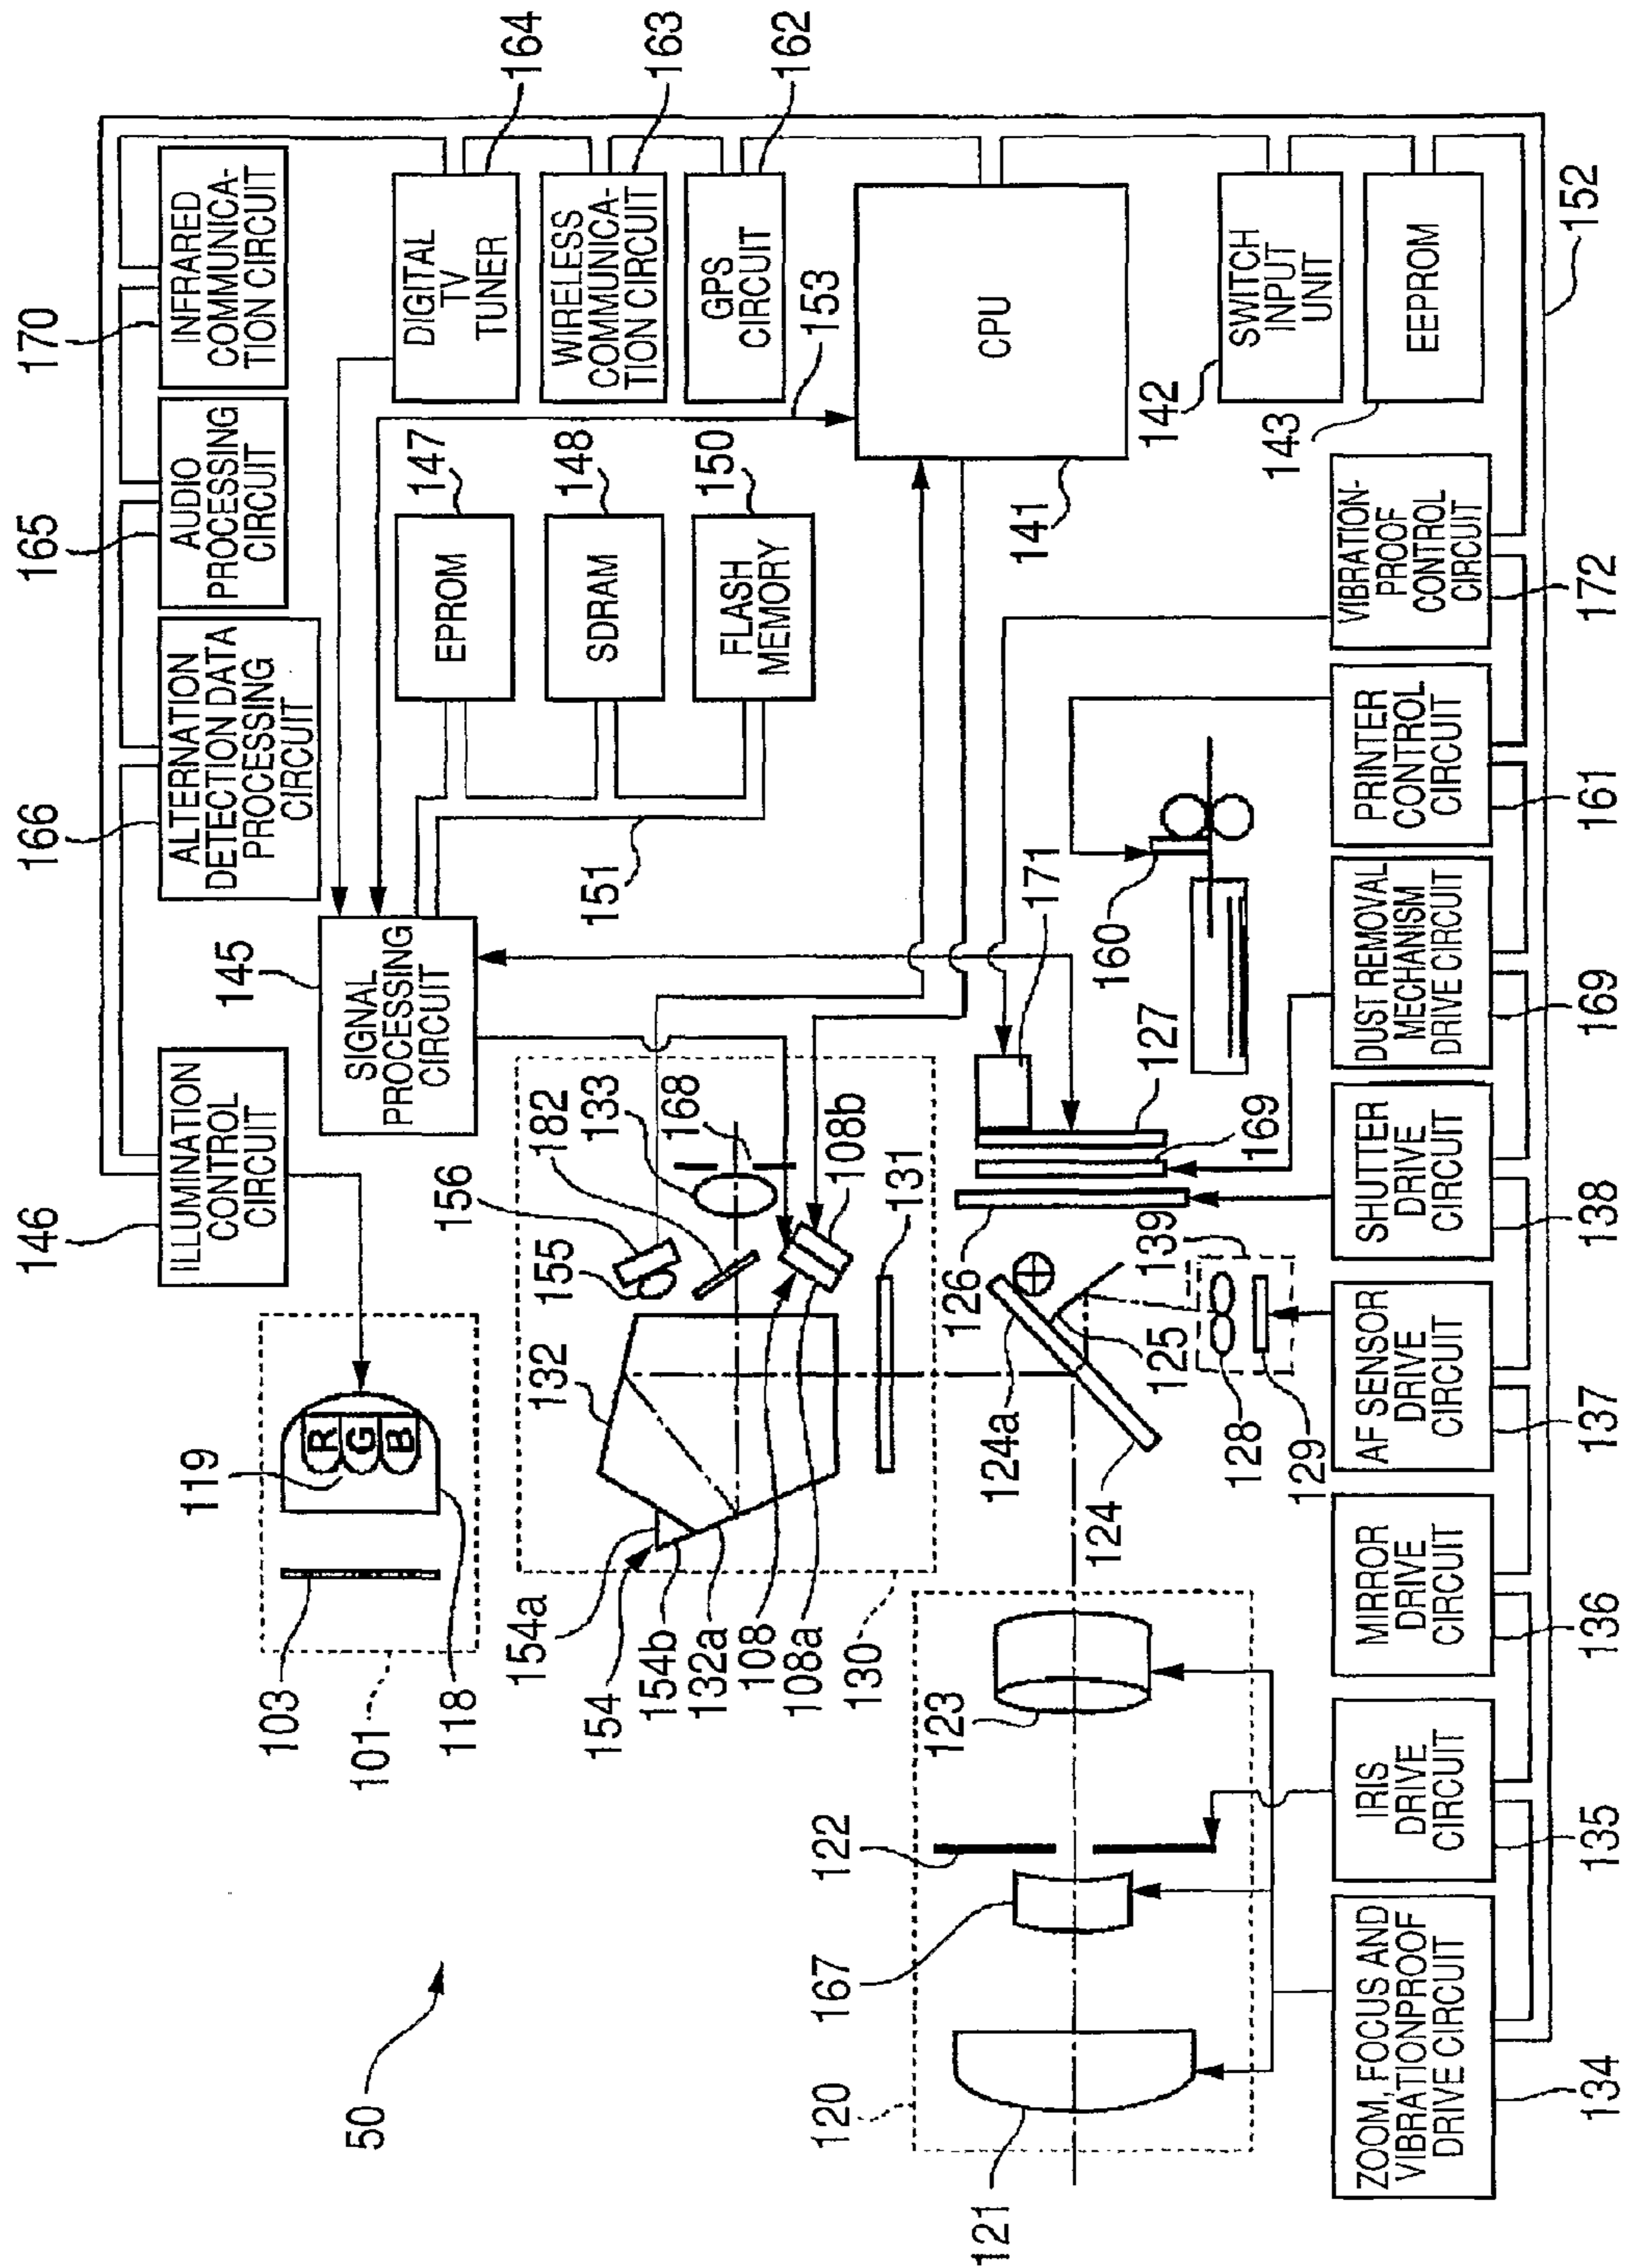 146
166
165
170
ILLUMINATION
CONTROL
CIRCUIT
ALTERNATION
DETECTION DATA
PROCESSING
CIRCUIT
AUDIO
PROCESSING
CIRCUIT
INFRARED
COMMUNICA-
TION CIRCUIT
50
103
101
118
119
R
G
B
145
SIGNAL
PROCESSING
CIRCUIT
147
EPROM
148
SDRAM
150
FLASH
MEMORY
151
DIGITAL
TV
TUNER
164
WIRELESS
COMMUNICA-
TION CIRCUIT
163
GPS
CIRCUIT
162
153
154a
154
154b
132a
108
108a
130
132
155
156
182
133
168
108b
131
CPU
141
120
121
167
122
123
124a
124
125
126
139
128
129
169
127
171
160
142
SWITCH
INPUT
UNIT
143
EEPROM
152
ZOOM, FOCUS AND
VIBRATIONPROOF
DRIVE CIRCUIT
134
IRIS
DRIVE
CIRCUIT
135
MIRROR
DRIVE
CIRCUIT
136
AF SENSOR
DRIVE
CIRCUIT
137
SHUTTER
DRIVE
CIRCUIT
138
DUST REMOVAL
MECHANISM
DRIVE CIRCUIT
169
PRINTER
CONTROL
CIRCUIT
161
VIBRATION-
PROOF
CONTROL
CIRCUIT
172